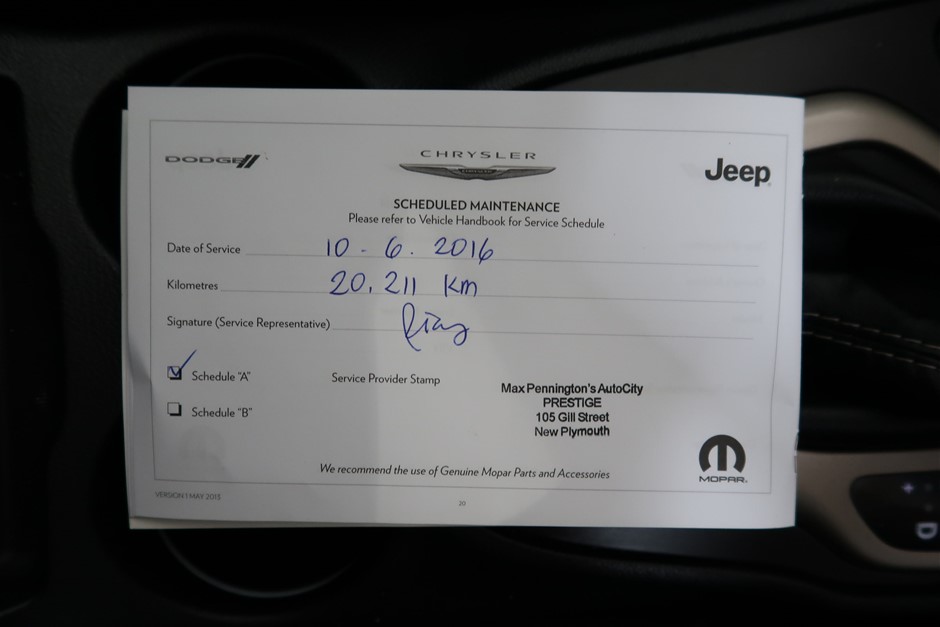 DODGE
CHRYSLER
CHRYSLER
Jeep
SCHEDULED MAINTENANCE
Please refer to Vehicle Handbook for Service Schedule
Date of Service 10 - 6. 2016
Kilometres 20,211 km
Signature (Service Representative)
Schedule "A"
Service Provider Stamp
Schedule "B"
Max Pennington's AutoCity
PRESTIGE
105 Gill Street
New Plymouth
We recommend the use of Genuine Mopar Parts and Accessories
MOPAR
VERSION 1 MAY 2013
20
+
D